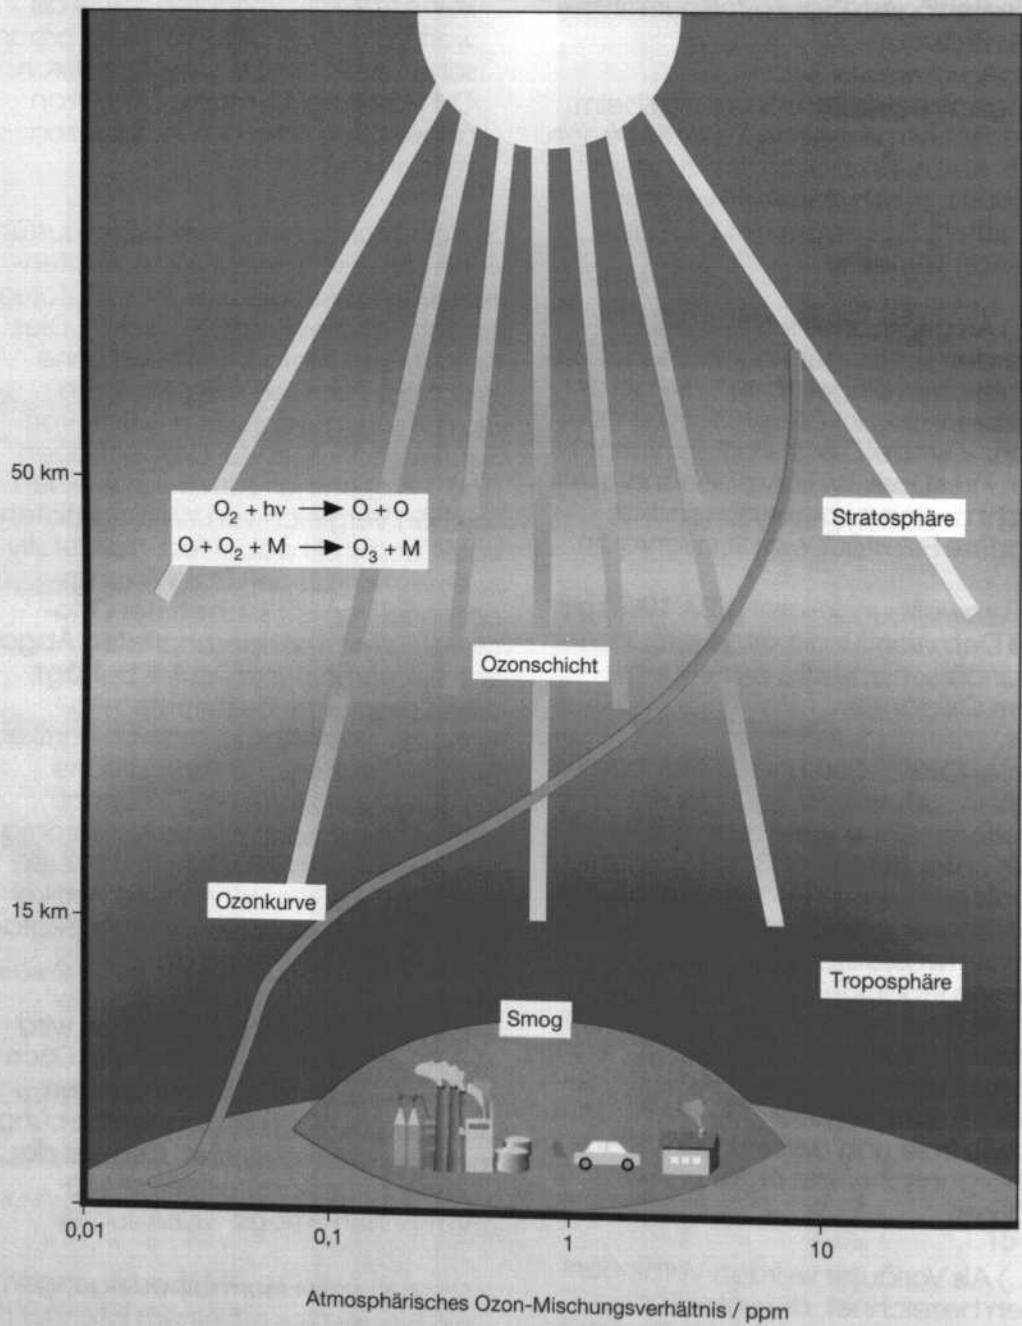 50 km
O₂ + hν → O + O
O + O₂ + M → O₃ + M
Stratosphäre
Ozonschicht
Ozonkurve
15 km
Troposphäre
Smog
0,01
0,1
1
10
Atmosphärisches Ozon-Mischungsverhältnis / ppm